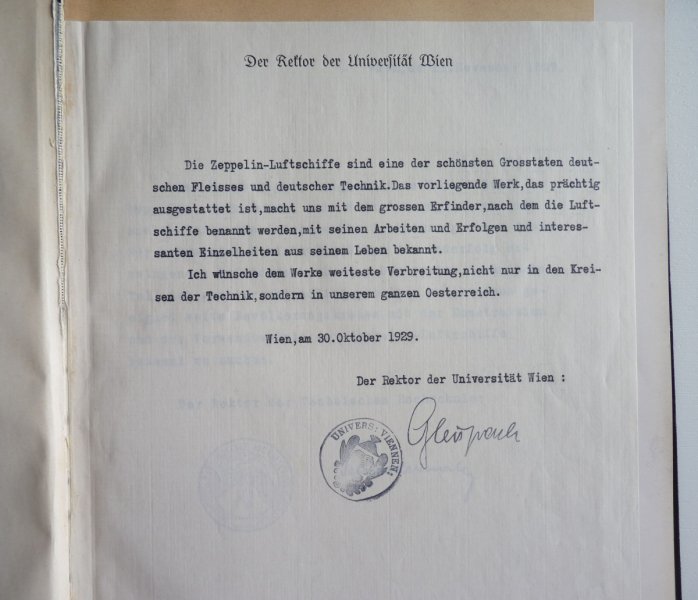 Der Rektor der Universität Wien
Die Zeppelin-Luftschiffe sind eine der schönsten Grosstaten deut-
schen Fleisses und deutscher Technik.Das vorliegende Werk,das prächtig
ausgestattet ist,macht uns mit dem grossen Erfinder,nach dem die Luft-
schiffe benannt werden,mit seinen Arbeiten und Erfolgen und interes-
santen Einzelheiten aus seinem Leben bekannt.
Ich wünsche dem Werke weiteste Verbreitung,nicht nur in den Krei-
sen der Technik,sondern in unserem ganzen Oesterreich.
Wien,am 30.Oktober 1929.
Der Rektor der Universität Wien :
Gleispach
UNIVERS: VIENNEN: